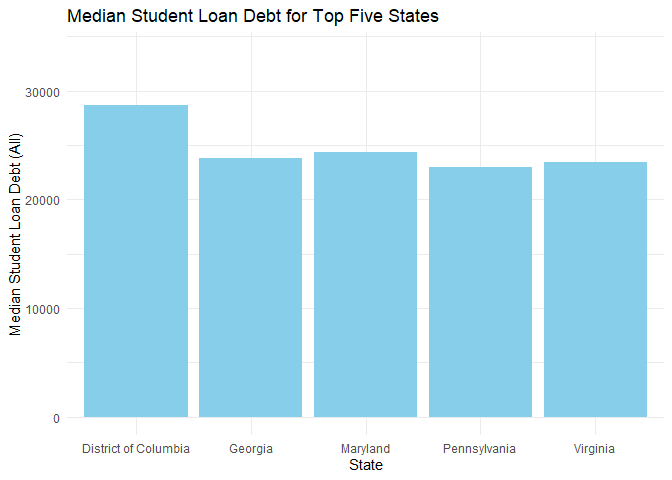 Median Student Loan Debt for Top Five States
Median Student Loan Debt (All)
30000
20000
10000
0
District of Columbia Georgia Maryland Pennsylvania Virginia
State